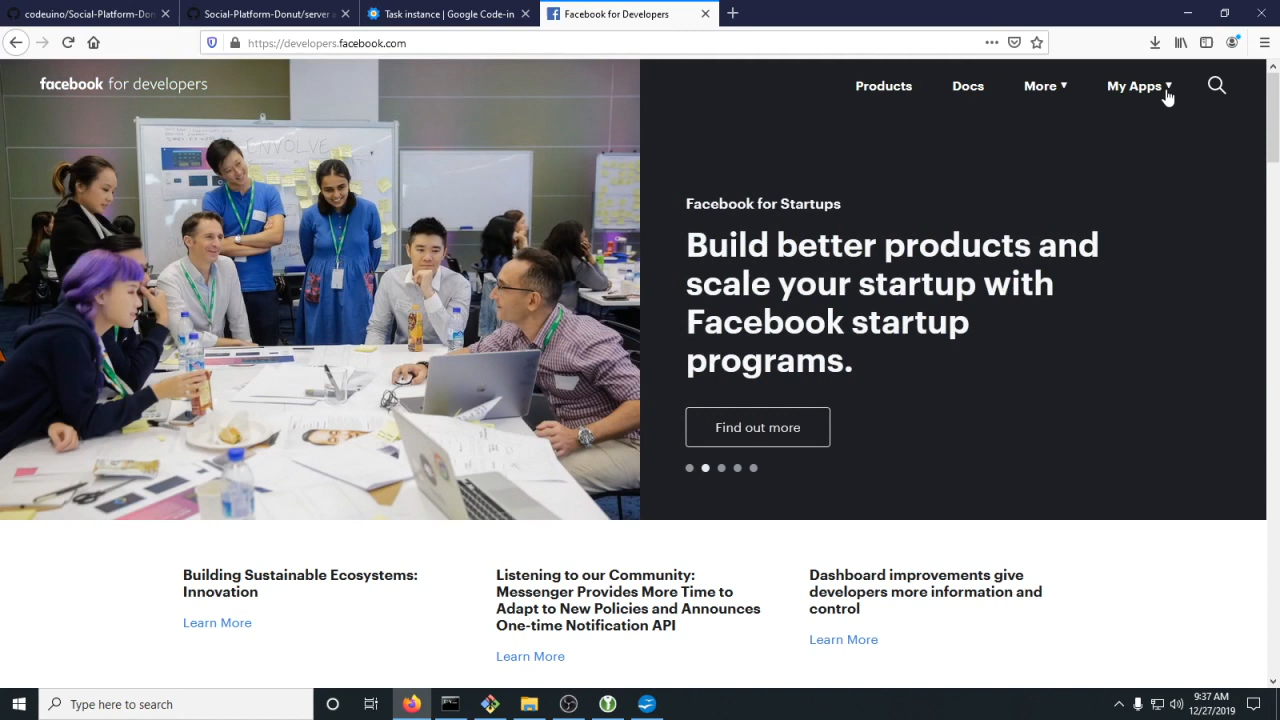 codeuino/Social-Platform-Don
Social-Platform-Donut/server a
Task instance | Google Code-in
Facebook for Developers
https://developers.facebook.com
facebook for developers
Products
Docs
More
My Apps
ENVOLVE
Facebook for Startups
Build better products and
scale your startup with
Facebook startup
programs.
Find out more
Building Sustainable Ecosystems:
Innovation
Learn More
Listening to our Community:
Messenger Provides More Time to
Adapt to New Policies and Announces
One-time Notification API
Learn More
Dashboard improvements give
developers more information and
control
Learn More
Type here to search
9:37 AM
12/27/2019